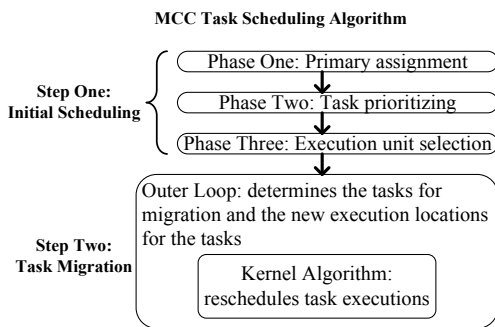 MCC Task Scheduling Algorithm
Step One:
Initial Scheduling
Phase One: Primary assignment
Phase Two: Task prioritizing
Phase Three: Execution unit selection
Step Two:
Task Migration
Outer Loop: determines the tasks for
migration and the new execution locations
for the tasks
Kernel Algorithm:
reschedules task executions